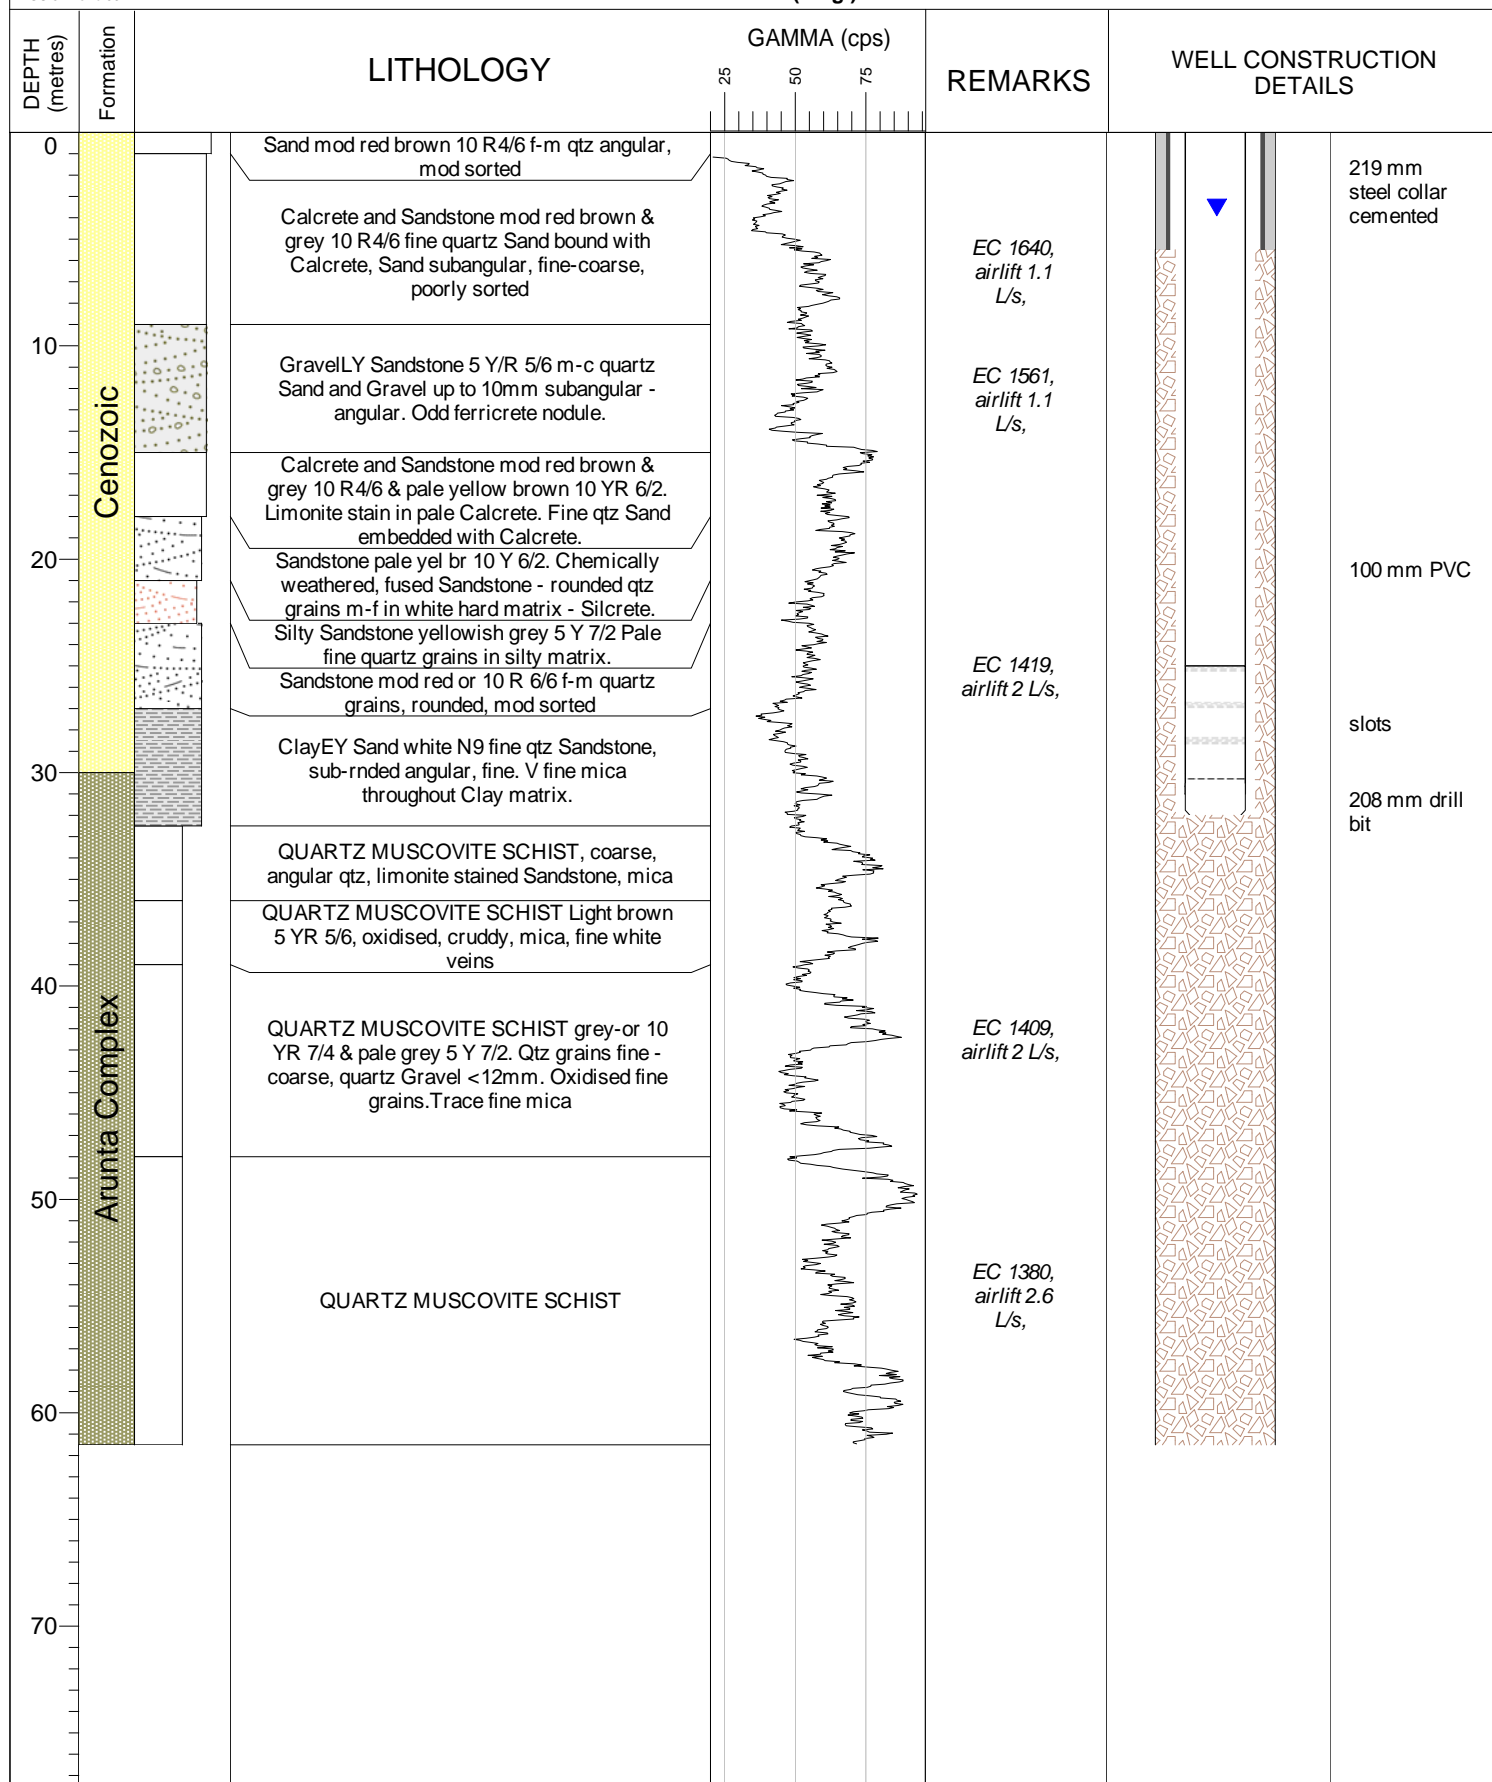 DEPTH
(metres)
Formation
LITHOLOGY
GAMMA (cps)
25
50
75
REMARKS
WELL CONSTRUCTION
DETAILS
0
10
20
30
40
50
60
70
Cenozoic
Arunta Complex
Sand mod red brown 10 R4/6 f-m qtz angular,
mod sorted
Calcrete and Sandstone mod red brown &
grey 10 R4/6 fine quartz Sand bound with
Calcrete, Sand subangular, fine-coarse,
poorly sorted
GravelLY Sandstone 5 Y/R 5/6 m-c quartz
Sand and Gravel up to 10mm subangular -
angular. Odd ferricrete nodule.
Calcrete and Sandstone mod red brown &
grey 10 R4/6 & pale yellow brown 10 YR 6/2.
Limonite stain in pale Calcrete. Fine qtz Sand
embedded with Calcrete.
Sandstone pale yel br 10 Y 6/2. Chemically
weathered, fused Sandstone - rounded qtz
grains m-f in white hard matrix - Silcrete.
Silty Sandstone yellowish grey 5 Y 7/2 Pale
fine quartz grains in silty matrix.
Sandstone mod red or 10 R 6/6 f-m quartz
grains, rounded, mod sorted
ClayEY Sand white N9 fine qtz Sandstone,
sub-rnded angular, fine. V fine mica
throughout Clay matrix.
QUARTZ MUSCOVITE SCHIST, coarse,
angular qtz, limonite stained Sandstone, mica
QUARTZ MUSCOVITE SCHIST Light brown
5 YR 5/6, oxidised, cruddy, mica, fine white
veins
QUARTZ MUSCOVITE SCHIST grey-or 10
YR 7/4 & pale grey 5 Y 7/2. Qtz grains fine -
coarse, quartz Gravel <12mm. Oxidised fine
grains.Trace fine mica
QUARTZ MUSCOVITE SCHIST
EC 1640,
airlift 1.1
L/s,
EC 1561,
airlift 1.1
L/s,
EC 1419,
airlift 2 L/s,
EC 1409,
airlift 2 L/s,
EC 1380,
airlift 2.6
L/s,
219 mm
steel collar
cemented
100 mm PVC
slots
208 mm drill
bit